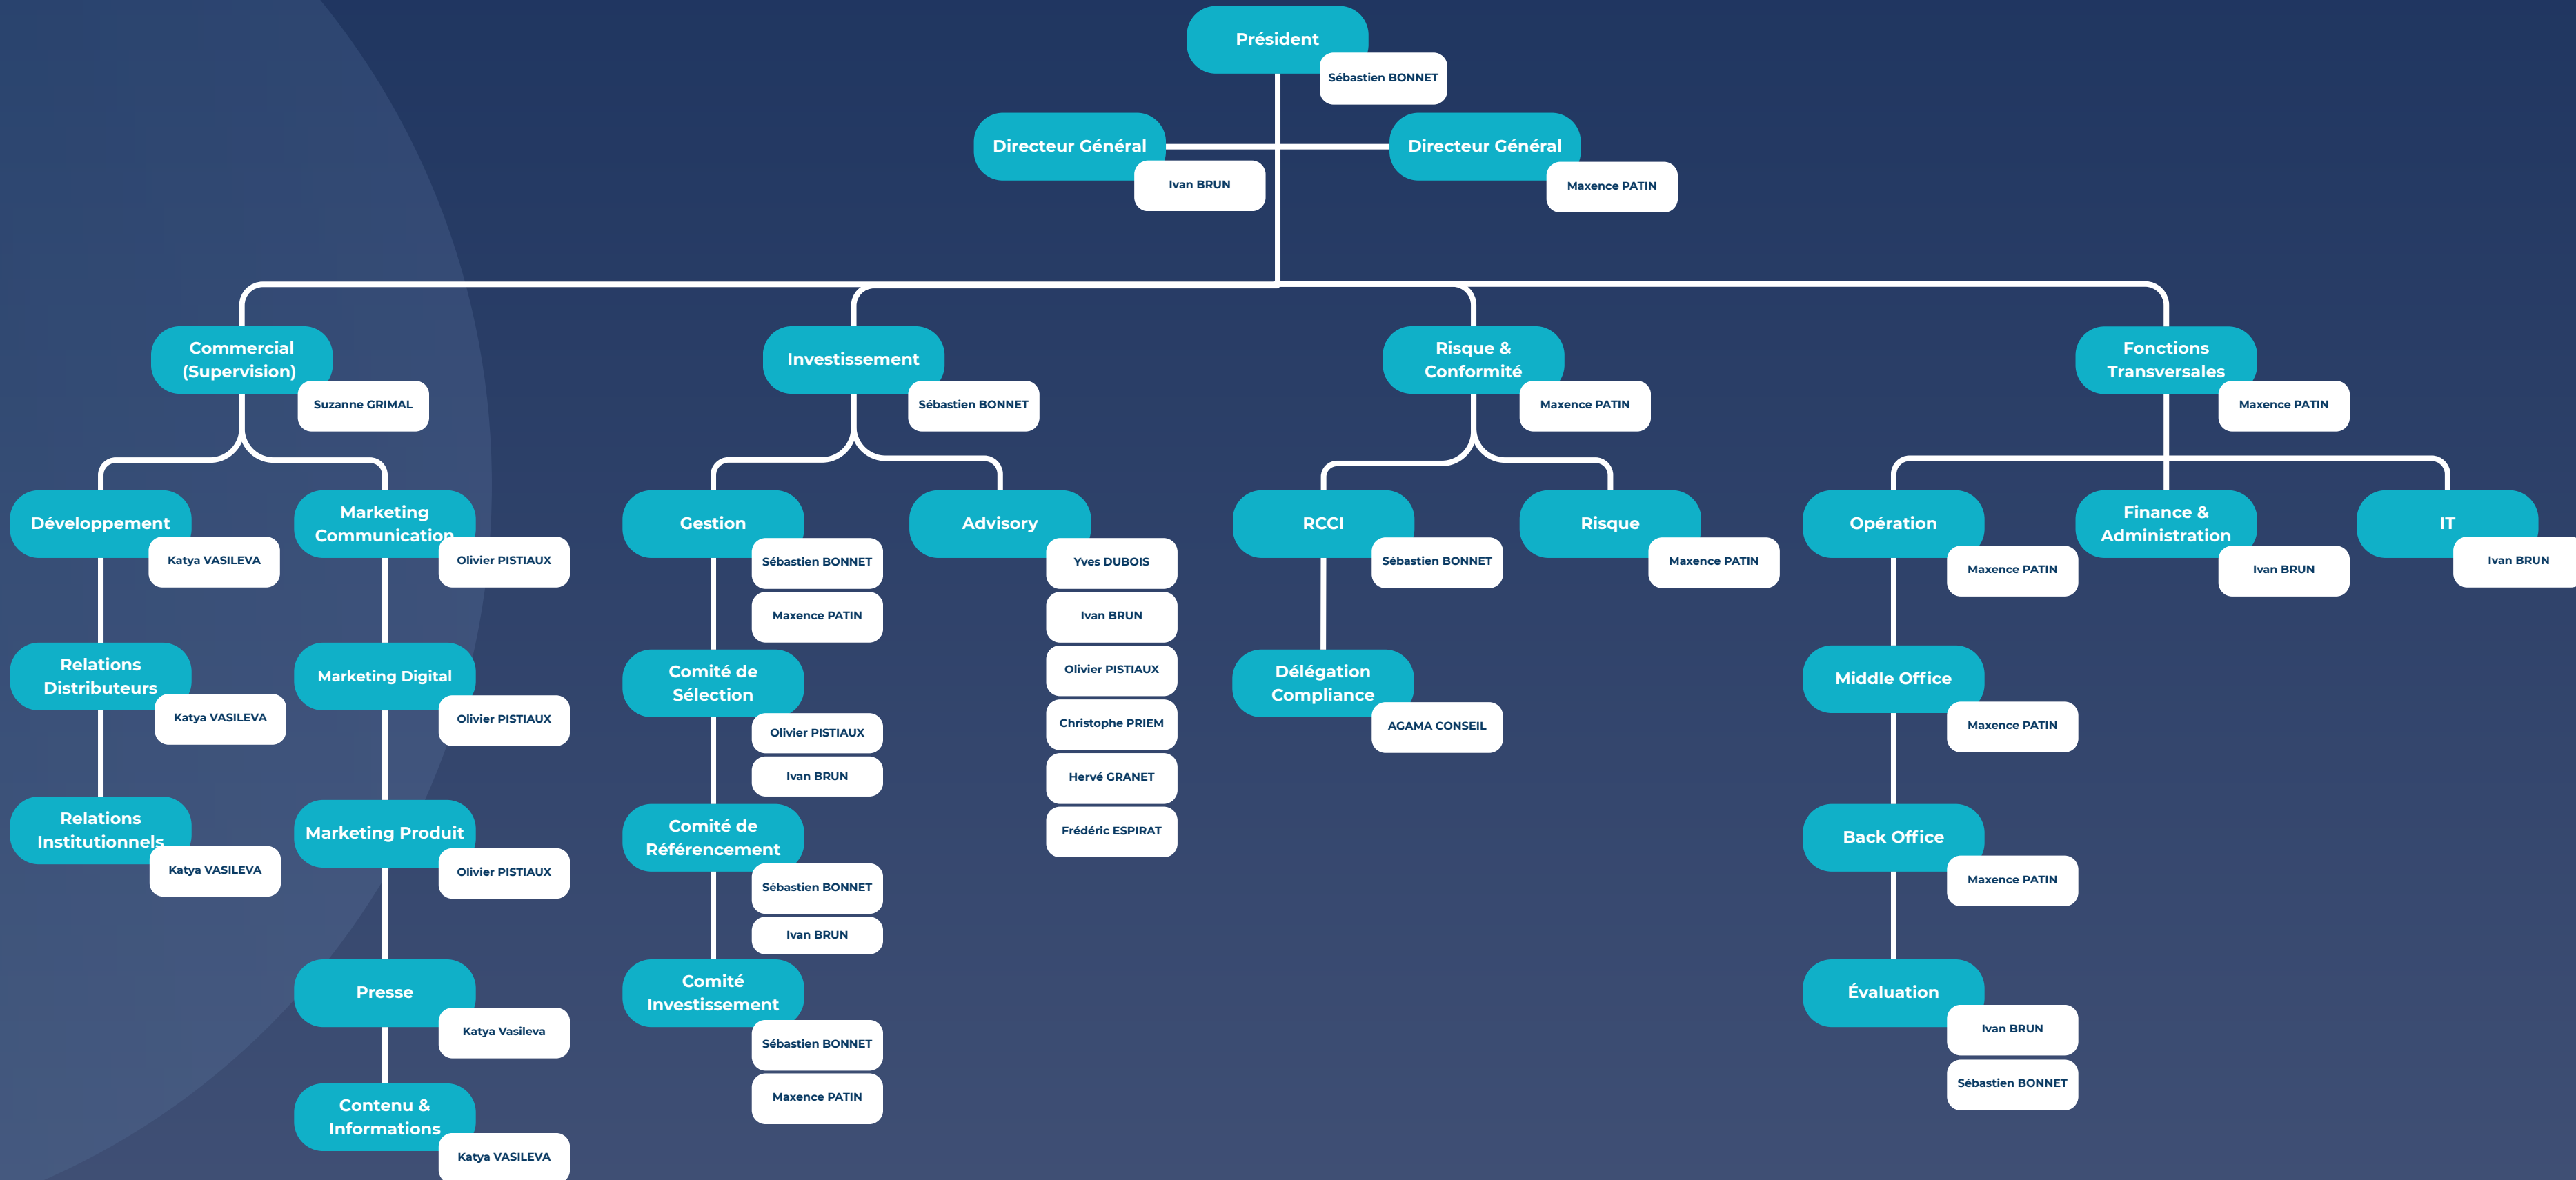 Président
Sébastien BONNET
Directeur Général
Ivan BRUN
Directeur Général
Maxence PATIN
Commercial
(Supervision)
Suzanne GRIMAL
Investissement
Sébastien BONNET
Risque &
Conformité
Maxence PATIN
Fonctions
Transversales
Maxence PATIN
Développement
Katya VASILEVA
Relations
Distributeurs
Katya VASILEVA
Relations
Institutionnels
Katya VASILEVA
Marketing
Communication
Olivier PISTIAUX
Marketing Digital
Olivier PISTIAUX
Marketing Produit
Olivier PISTIAUX
Presse
Katya Vasileva
Contenu &
Informations
Katya VASILEVA
Gestion
Sébastien BONNET
Maxence PATIN
Comité de
Sélection
Olivier PISTIAUX
Ivan BRUN
Comité de
Référencement
Sébastien BONNET
Ivan BRUN
Comité
Investissement
Sébastien BONNET
Maxence PATIN
Advisory
Yves DUBOIS
Ivan BRUN
Olivier PISTIAUX
Christophe PRIEM
Hervé GRANET
Frédéric ESPIRAT
RCCI
Sébastien BONNET
Délégation
Compliance
AGAMA CONSEIL
Risque
Maxence PATIN
Opération
Maxence PATIN
Middle Office
Maxence PATIN
Back Office
Maxence PATIN
Évaluation
Ivan BRUN
Sébastien BONNET
Finance &
Administration
Ivan BRUN
IT
Ivan BRUN